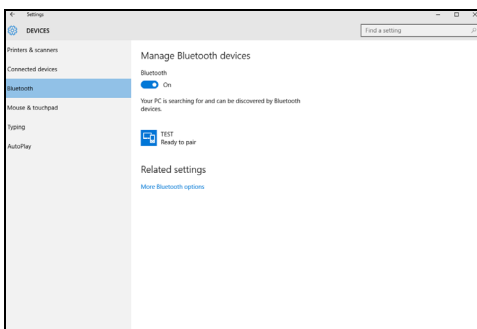 Settings
DEVICES
Find a setting
Printers & scanners
Connected devices
Bluetooth
Mouse & touchpad
Typing
AutoPlay
Manage Bluetooth devices
Bluetooth
On
Your PC is searching for and can be discovered by Bluetooth
devices.
TEST
Ready to pair
Related settings
More Bluetooth options